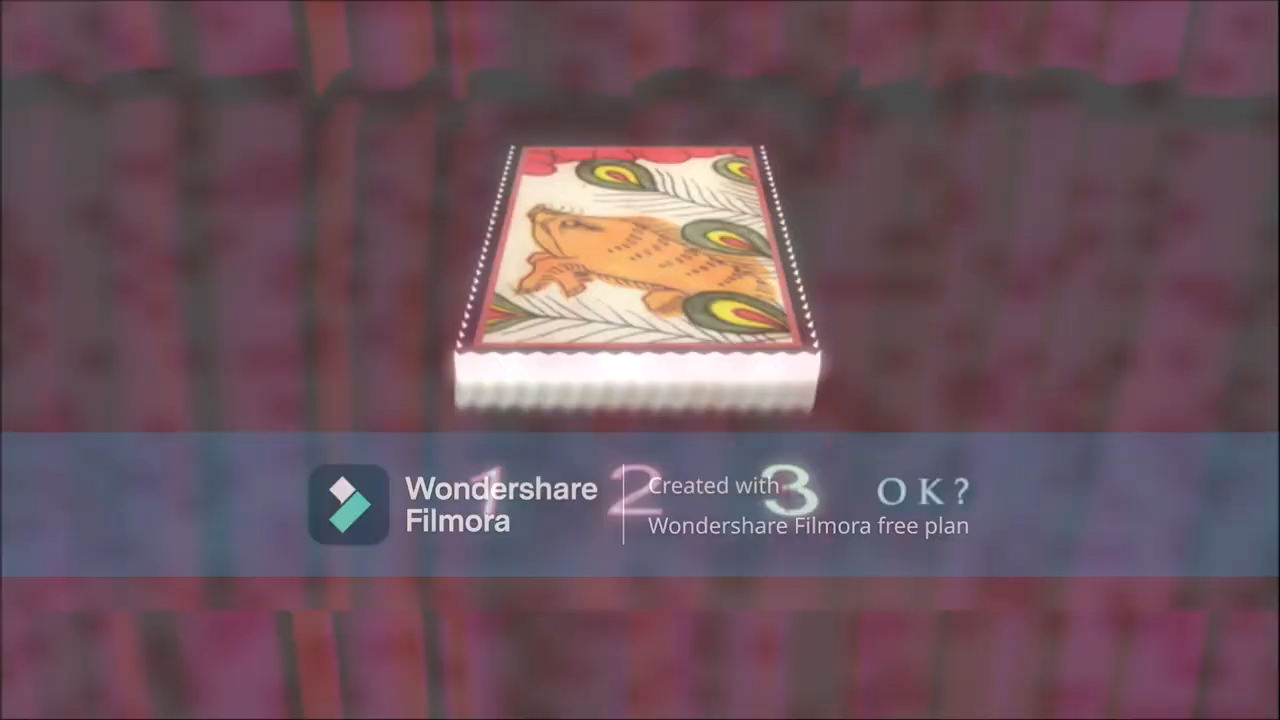 1 2 3 OK?
Wondershare
Filmora
Created with
Wondershare Filmora free plan